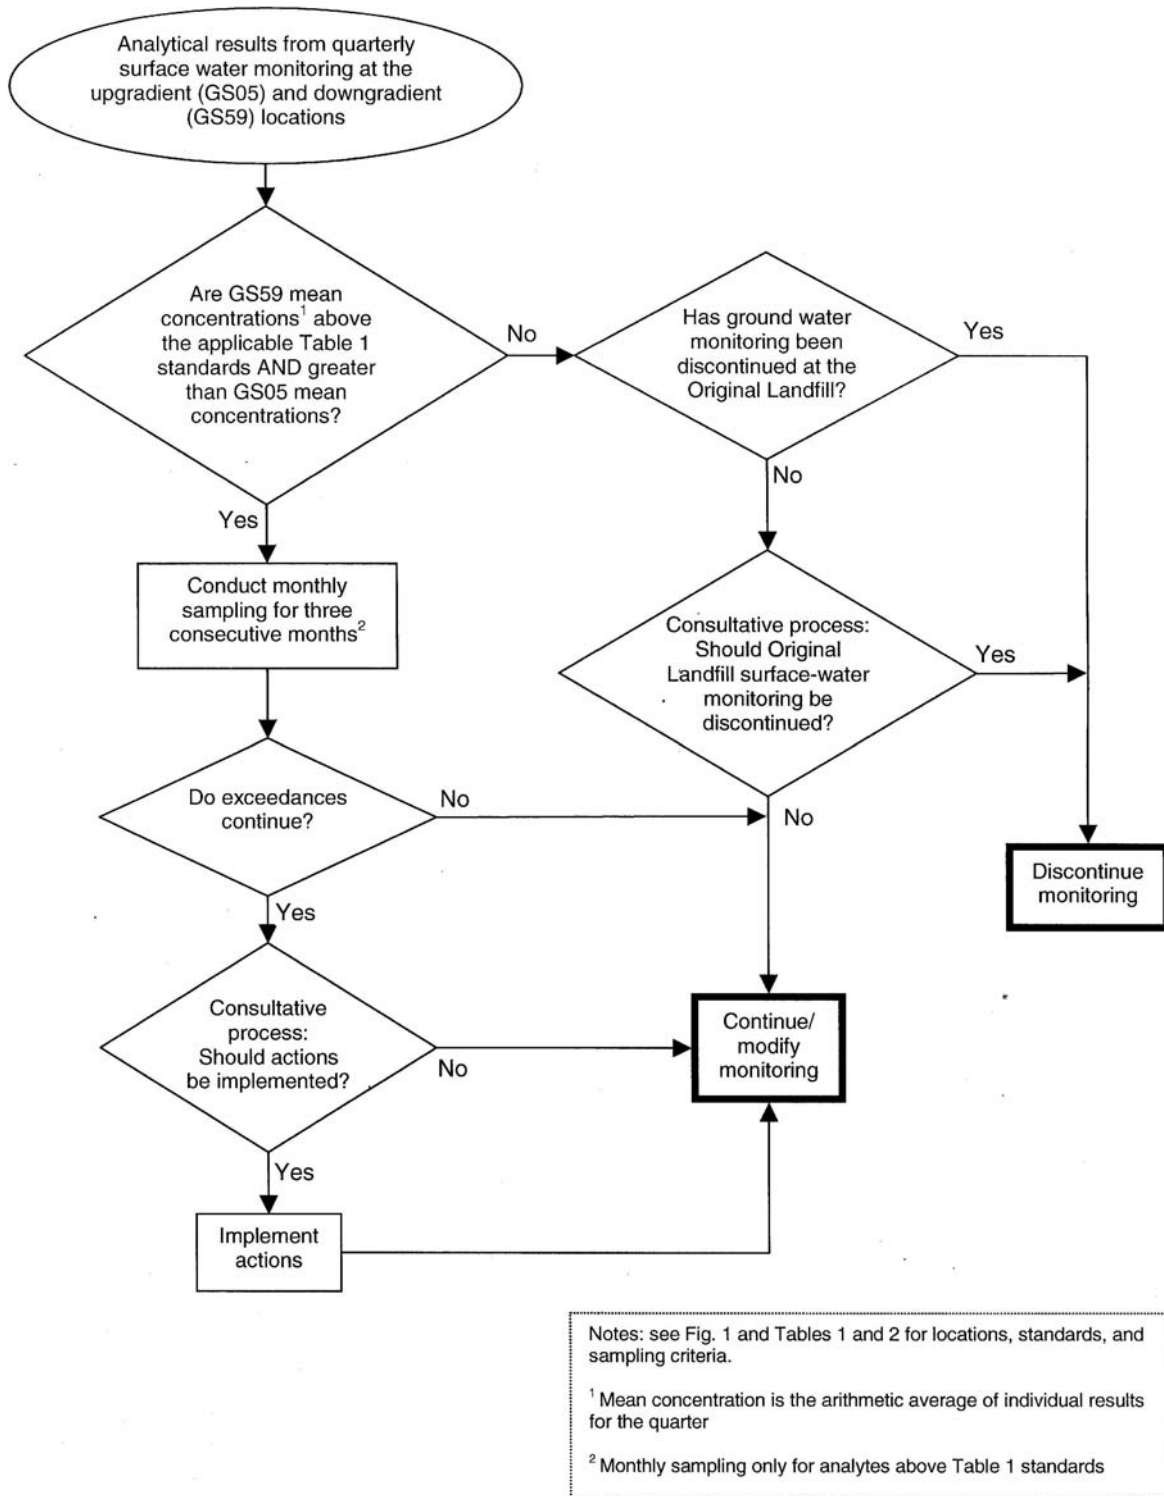 Analytical results from quarterly
surface water monitoring at the
upgradient (GS05) and downgradient
(GS59) locations
Are GS59 mean
concentrations¹ above
the applicable Table 1
standards AND greater
than GS05 mean
concentrations?
No
Has ground water
monitoring been
discontinued at the
Original Landfill?
Yes
No
Yes
Conduct monthly
sampling for three
consecutive months²
Consultative process:
Should Original
Landfill surface-water
monitoring be
discontinued?
Yes
No
Do exceedances
continue?
No
Discontinue
monitoring
Yes
Consultative
process:
Should actions
be implemented?
No
Continue/
modify
monitoring
Yes
Implement
actions
Notes: see Fig. 1 and Tables 1 and 2 for locations, standards, and
sampling criteria.
¹ Mean concentration is the arithmetic average of individual results
for the quarter
² Monthly sampling only for analytes above Table 1 standards